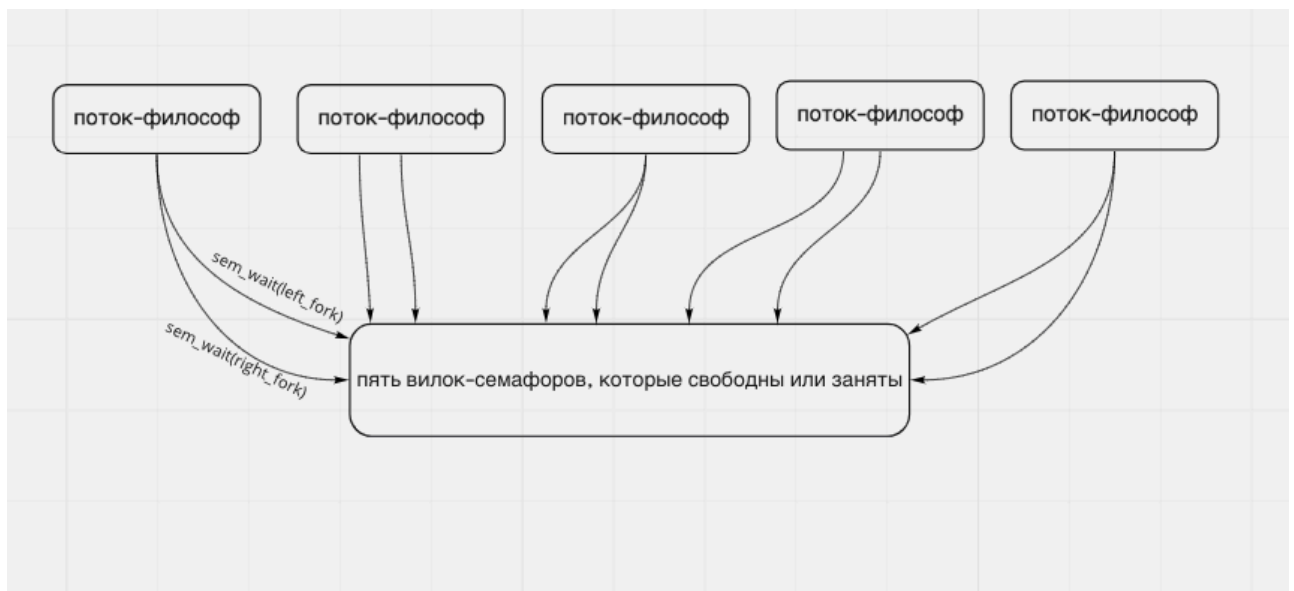 поток-философ
поток-философ
поток-философ
поток-философ
поток-философ
sem_wait(left_fork)
sem_wait(right_fork)
пять вилок-семафоров, которые свободны или заняты